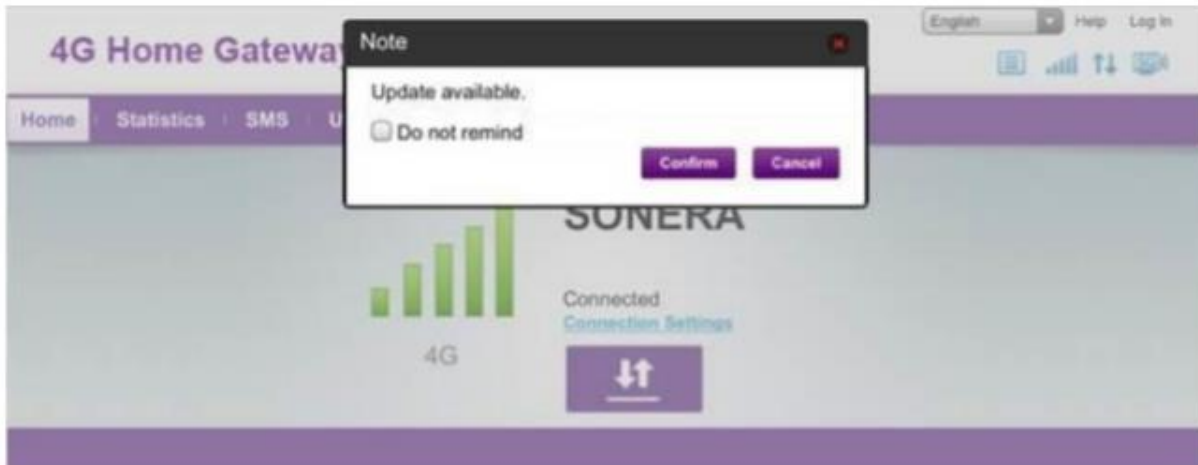 English Help Log In
4G Home Gateway
Note
Update available.
Do not remind
Confirm Cancel
Home Statistics SMS U
SONERA
Connected
Connection Settings
4G